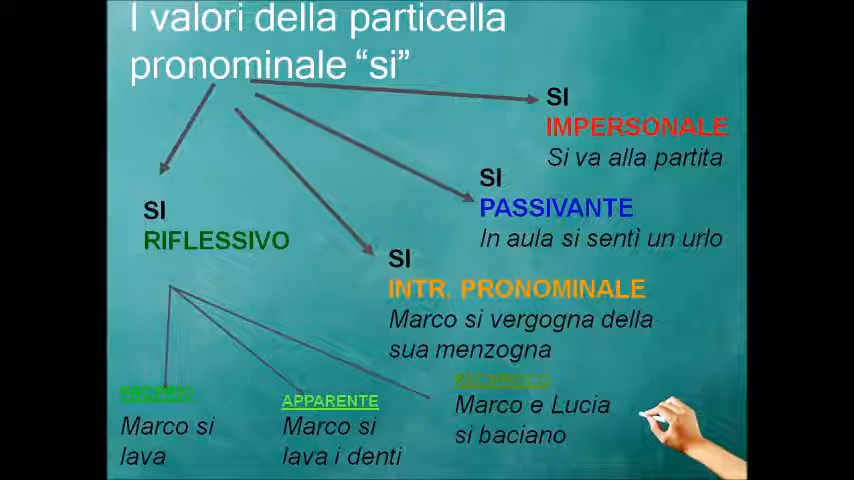 I valori della particella
pronominale “si”
SI
IMPERSONALE
Si va alla partita
SI
PASSIVANTE
In aula si sentì un urlo
SI
RIFLESSIVO
SI
INTR. PRONOMINALE
Marco si vergogna della
sua menzogna
PROPRIO
Marco si
lava
APPARENTE
Marco si
lava i denti
RECIPROCO
Marco e Lucia
si baciano